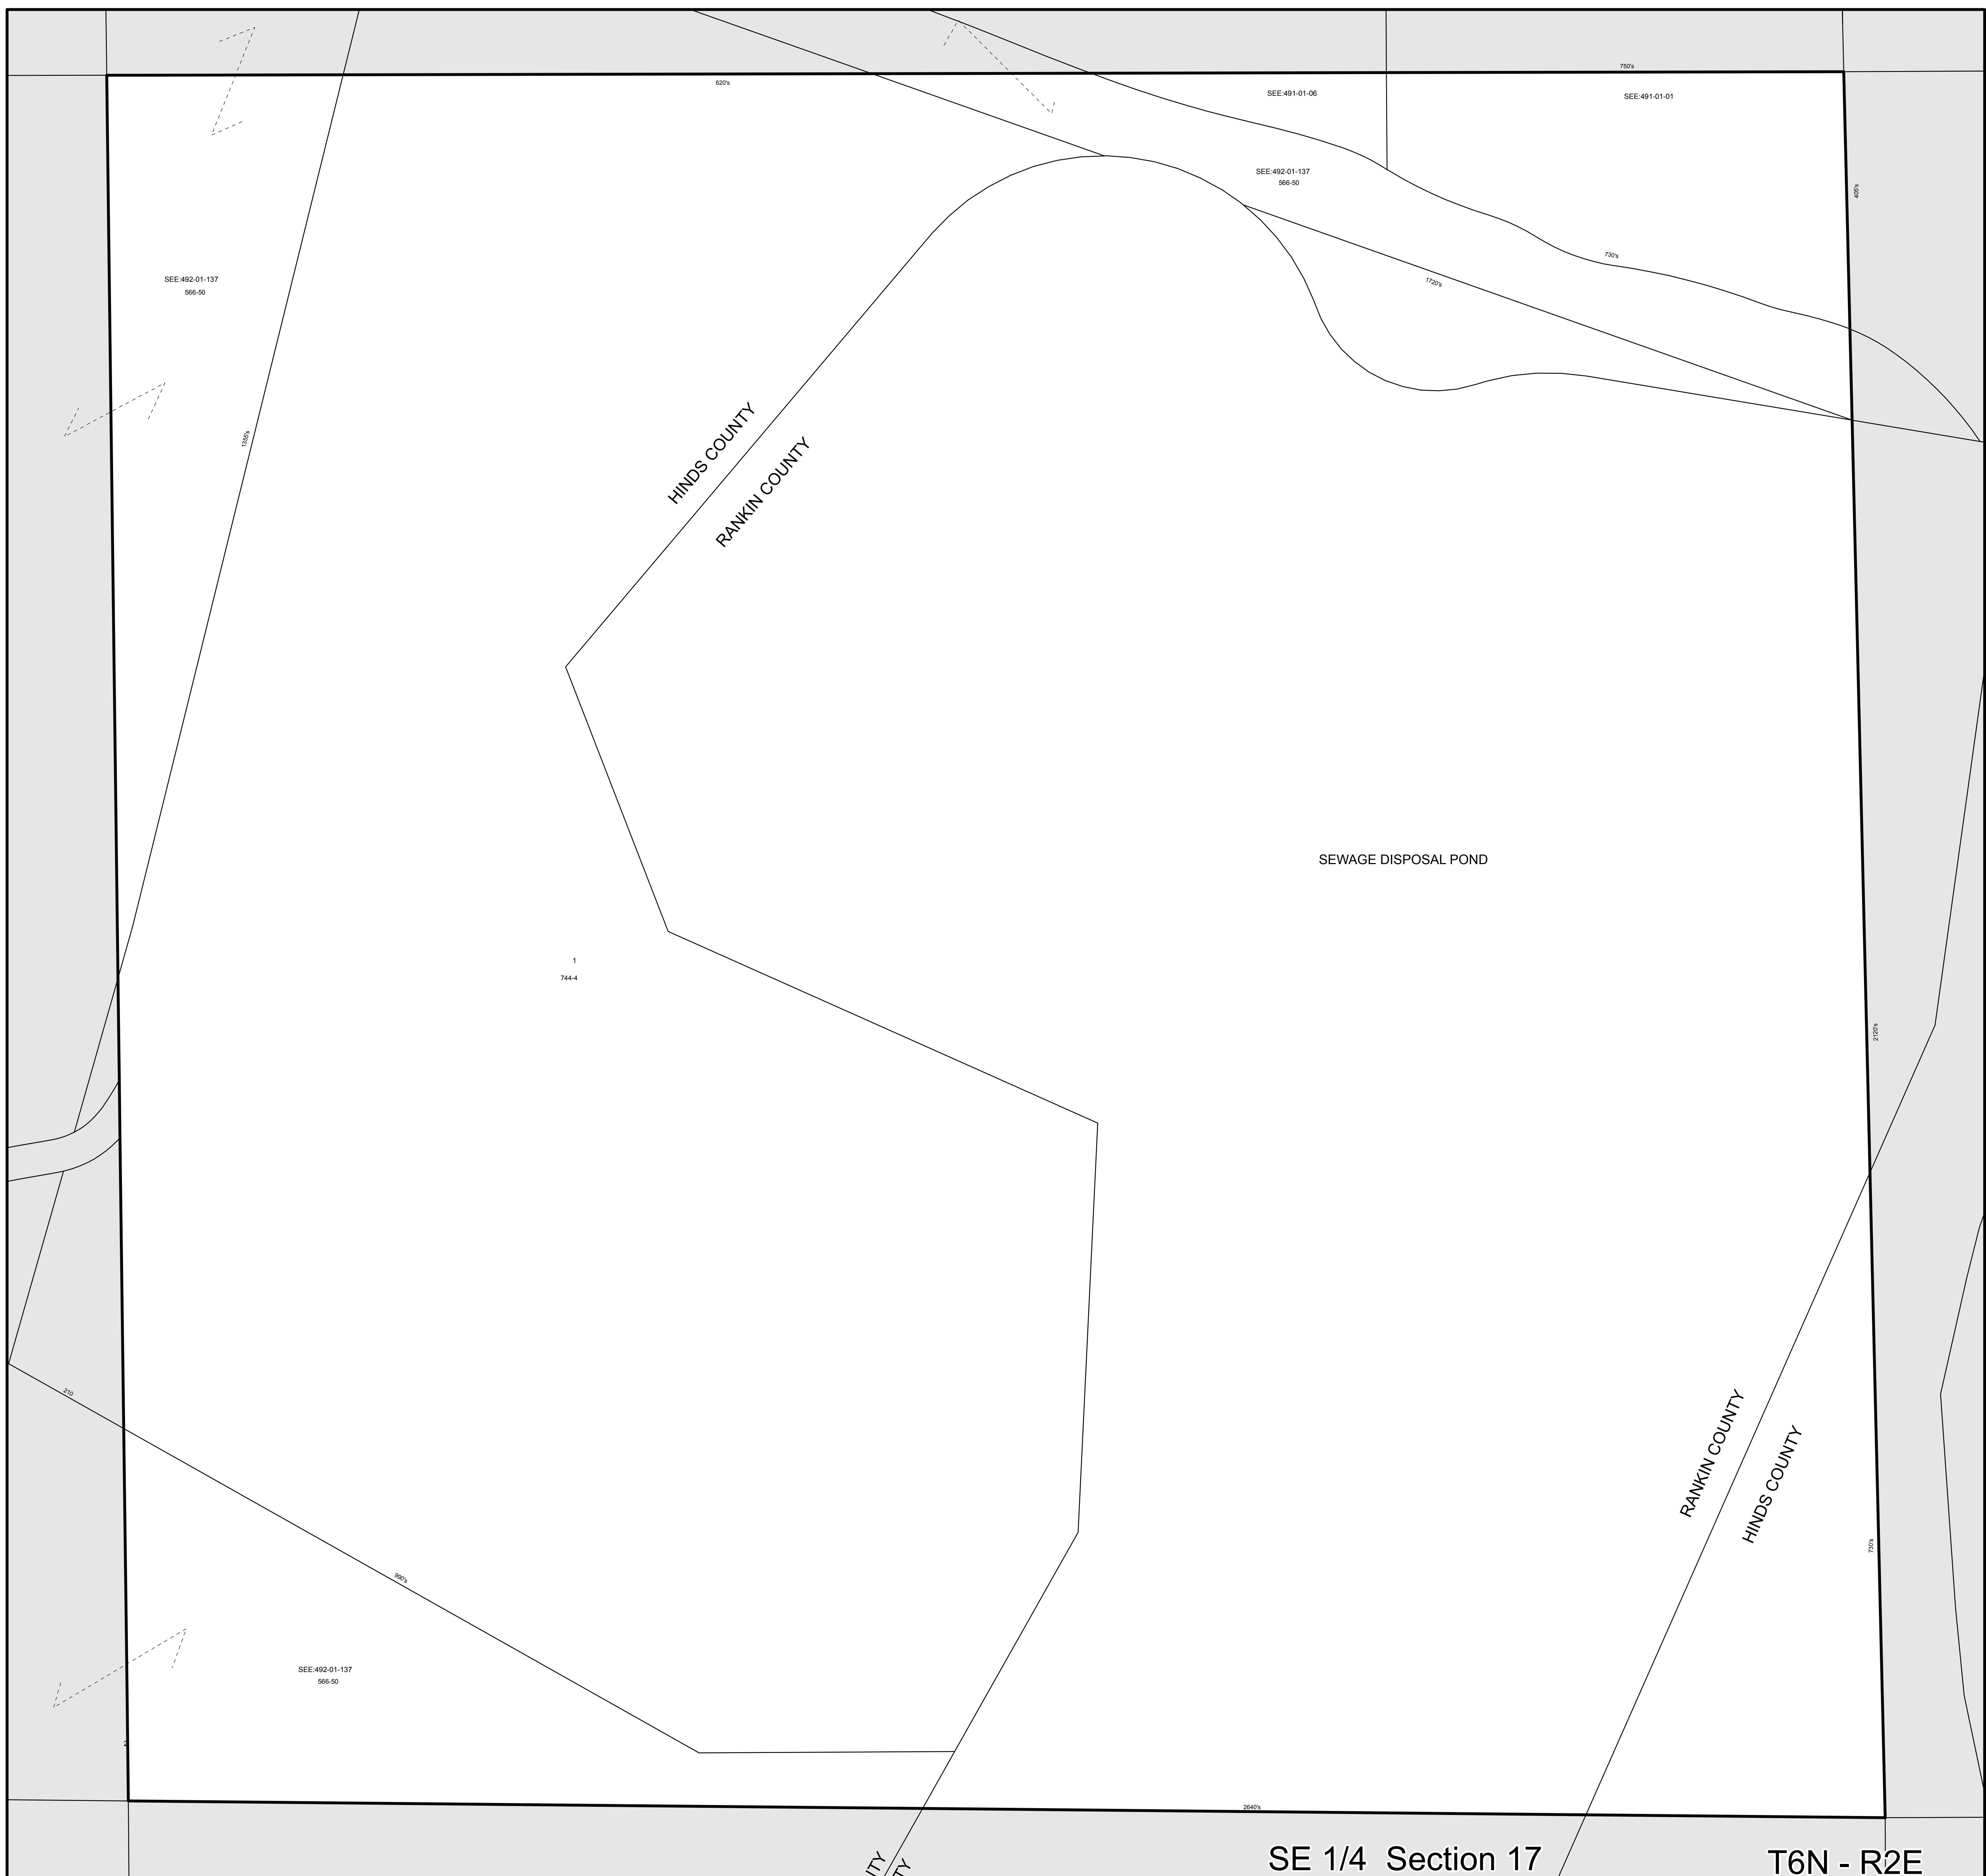 750's
620's
SEE:491-01-06
SEE:491-01-01
SEE:492-01-137
566-50
405's
730's
SEE:492-01-137
566-50
1720's
HINDS COUNTY
RANKIN COUNTY
1355's
SEWAGE DISPOSAL POND
1
744-4
2120's
210
RANKIN COUNTY
HINDS COUNTY
730's
990's
SEE:492-01-137
566-50
2
2640's
SE 1/4 Section 17
T6N - R2E